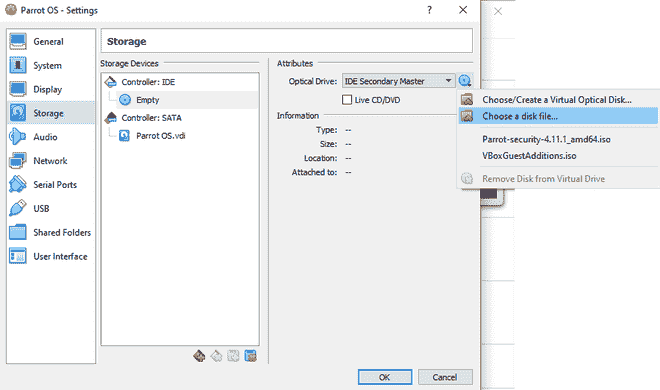 Parrot OS - Settings
?
General
System
Display
Storage
Audio
Network
Serial Ports
USB
Shared Folders
User Interface
Storage
Storage Devices
Controller: IDE
Empty
Controller: SATA
Parrot OS.vdi
Attributes
Optical Drive: IDE Secondary Master
Live CD/DVD
Information
Type: --
Size: --
Location: --
Attached to: --
Choose/Create a Virtual Optical Disk...
Choose a disk file...
Parrot-security-4.11.1_amd64.iso
VBoxGuestAdditions.iso
Remove Disk from Virtual Drive
OK
Cancel